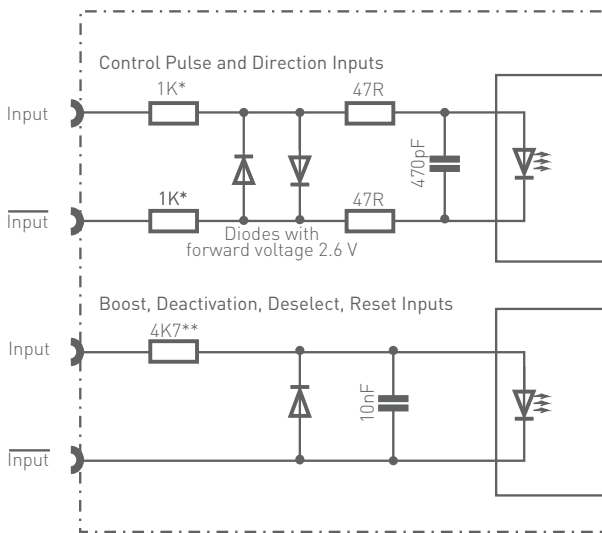 Control Pulse and Direction Inputs
1K*
47R
Input
470pF
Input
1K*
47R
Diodes with
forward voltage 2.6 V
Boost, Deactivation, Deselect, Reset Inputs
4K7**
Input
10nF
Input